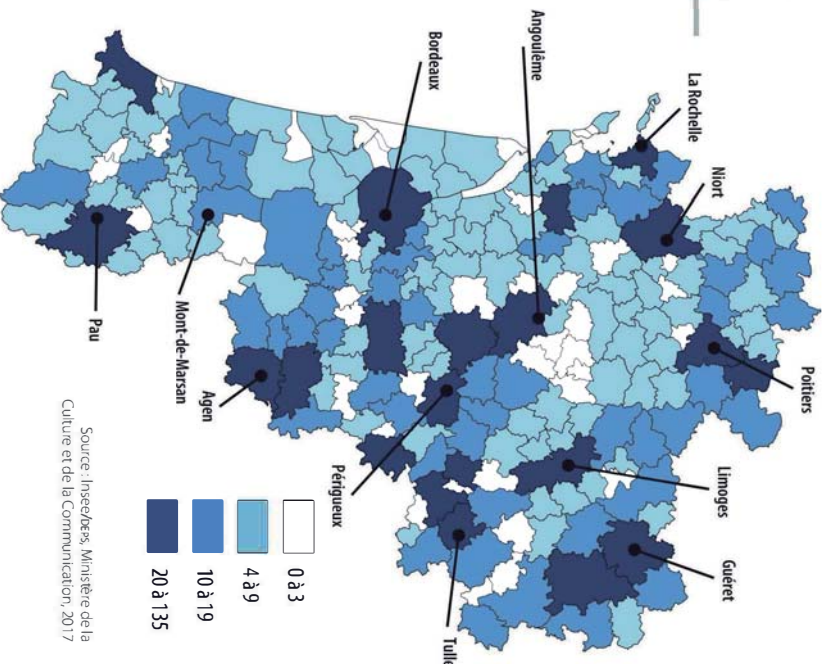 La Rochelle
Niort
Poitiers
Angoulême
Limoges
Guéret
Bordeaux
Périgueux
Tulle
Mont-de-Marsan
Agen
Pau
0 à 3
4 à 9
10 à 19
20 à 135
Source : Insee/DEPS, Ministère de la
Culture et de la Communication, 2017